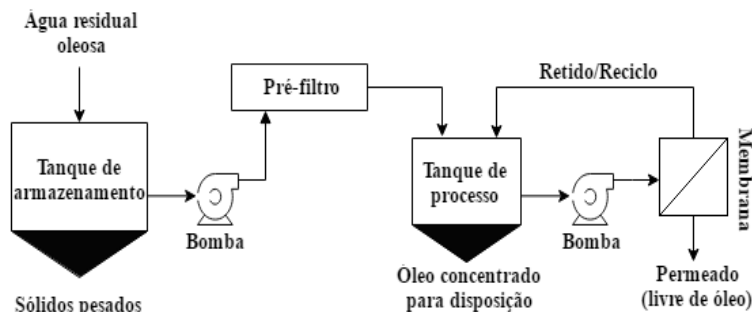 Água residual
oleosa
Tanque de
armazenamento
Sólidos pesados
Bomba
Pré-filtro
Retido/Reciclo
Tanque de
processo
Óleo concentrado
para disposição
Bomba
Membrana
Permeado
(livre de óleo)